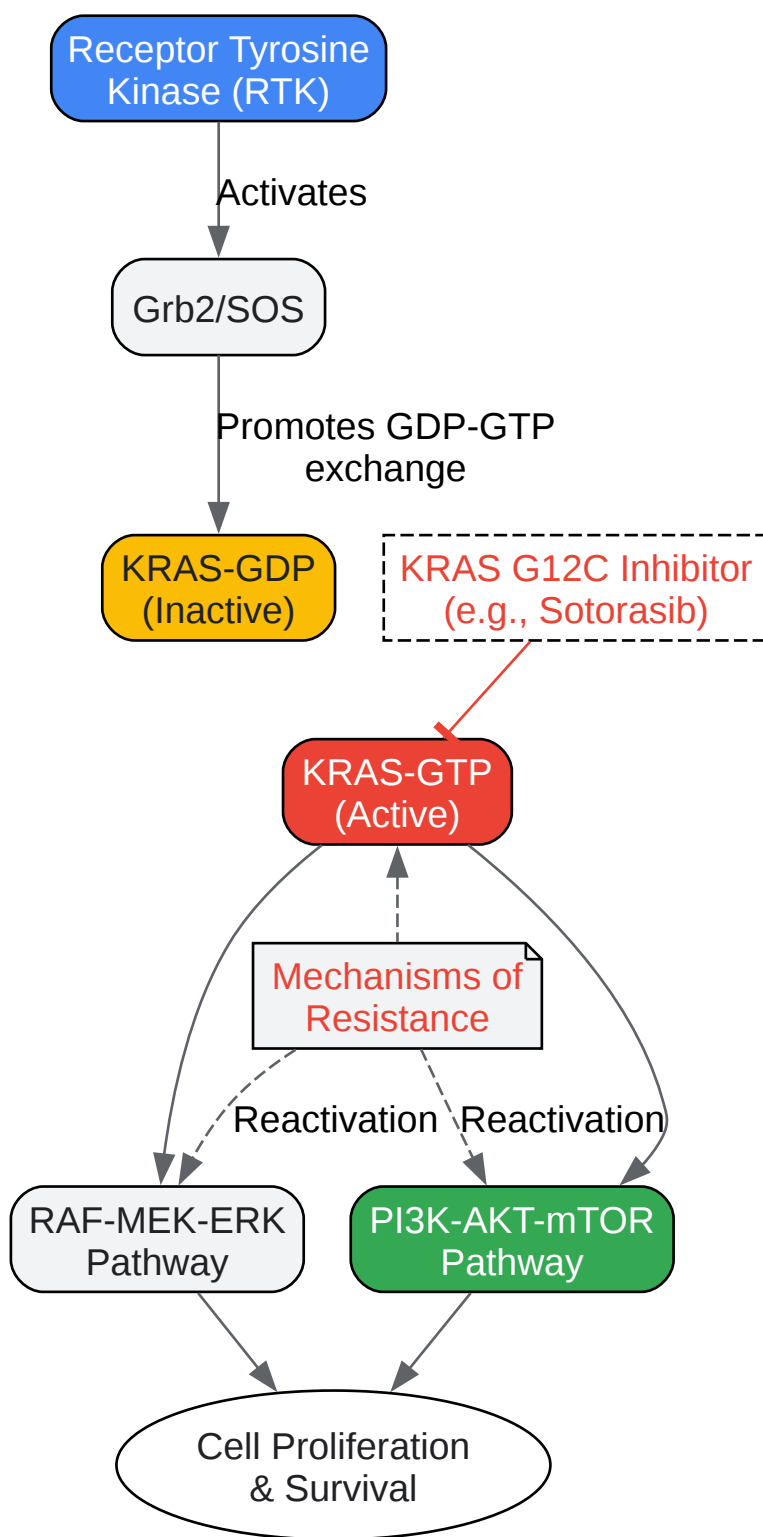 Receptor Tyrosine
Kinase (RTK)
Activates
Grb2/SOS
Promotes GDP-GTP
exchange
KRAS-GDP
(Inactive)
KRAS G12C Inhibitor
(e.g., Sotorasib)
KRAS-GTP
(Active)
Mechanisms of
Resistance
Reactivation
Reactivation
RAF-MEK-ERK
Pathway
PI3K-AKT-mTOR
Pathway
Cell Proliferation
& Survival